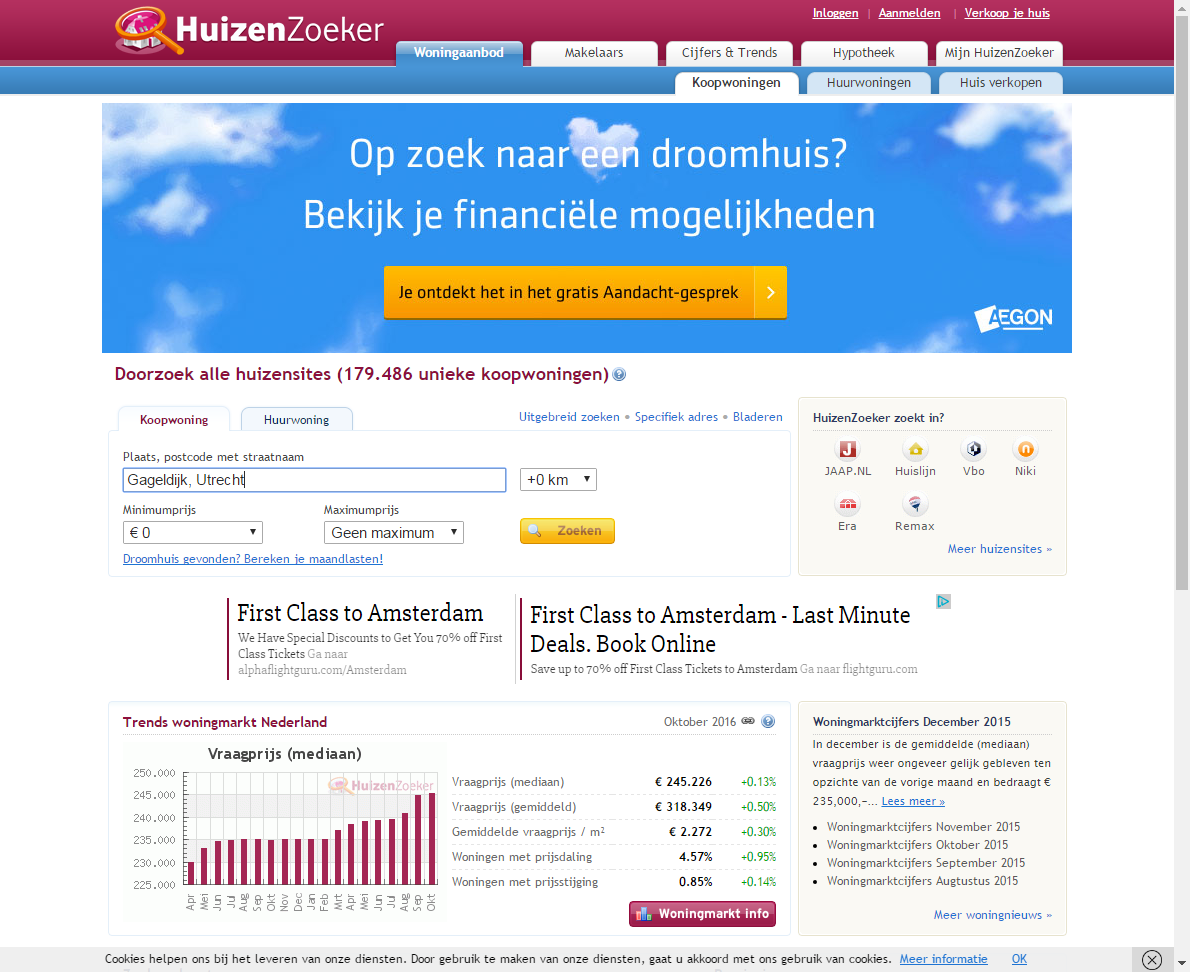 Inloggen | Aanmelden | Verkoop je huis
HuizenZoeker
Woningaanbod Makelaars Cijfers & Trends Hypotheek Mijn HuizenZoeker
Koopwoningen Huurwoningen Huis verkopen
Op zoek naar een droomhuis?
Bekijk je financiële mogelijkheden
Je ontdekt het in het gratis Aandacht-gesprek
AEGON
Doorzoek alle huizensites (179.486 unieke koopwoningen)
Koopwoning Huurwoning
Uitgebreid zoeken • Specifiek adres • Bladeren
Plaats, postcode met straatnaam
Gageldijk, Utrecht
+0 km
Minimumprijs Maximumprijs
€ 0 Geen maximum Zoeken
Droomhuis gevonden? Bereken je maandlasten!
HuizenZoeker zoekt in?
JAAP.NL Huislijn Vbo Niki
Era Remax
Meer huizensites »
First Class to Amsterdam
We Have Special Discounts to Get You 70% off First
Class Tickets Ga naar
alphaflightguru.com/Amsterdam
First Class to Amsterdam - Last Minute
Deals. Book Online
Save up to 70% off First Class Tickets to Amsterdam Ga naar flightguru.com
Trends woningmarkt Nederland
Oktober 2016
Vraagprijs (mediaan)
HuizenZoeker
250.000
245.000
240.000
235.000
230.000
225.000
Apr Mei Jun Jul Aug Sep Okt Nov Dec Jan Feb Mrt Apr Mei Jun Jul Aug Sep Okt
Vraagprijs (mediaan) € 245.226 +0.13%
Vraagprijs (gemiddeld) € 318.349 +0.50%
Gemiddelde vraagprijs / m² € 2.272 +0.30%
Woningen met prijsdaling 4.57% +0.95%
Woningen met prijsstijging 0.85% +0.14%
Woningmarkt info
Woningmarktcijfers December 2015
In december is de gemiddelde (mediaan)
vraagprijs weer ongeveer gelijk gebleven ten
opzichte van de vorige maand en bedraagt €
235,000,-... Lees meer »
• Woningmarktcijfers November 2015
• Woningmarktcijfers Oktober 2015
• Woningmarktcijfers September 2015
• Woningmarktcijfers Augtustus 2015
Meer woningnieuws »
Cookies helpen ons bij het leveren van onze diensten. Door gebruik te maken van onze diensten, gaat u akkoord met ons gebruik van cookies. Meer informatie OK